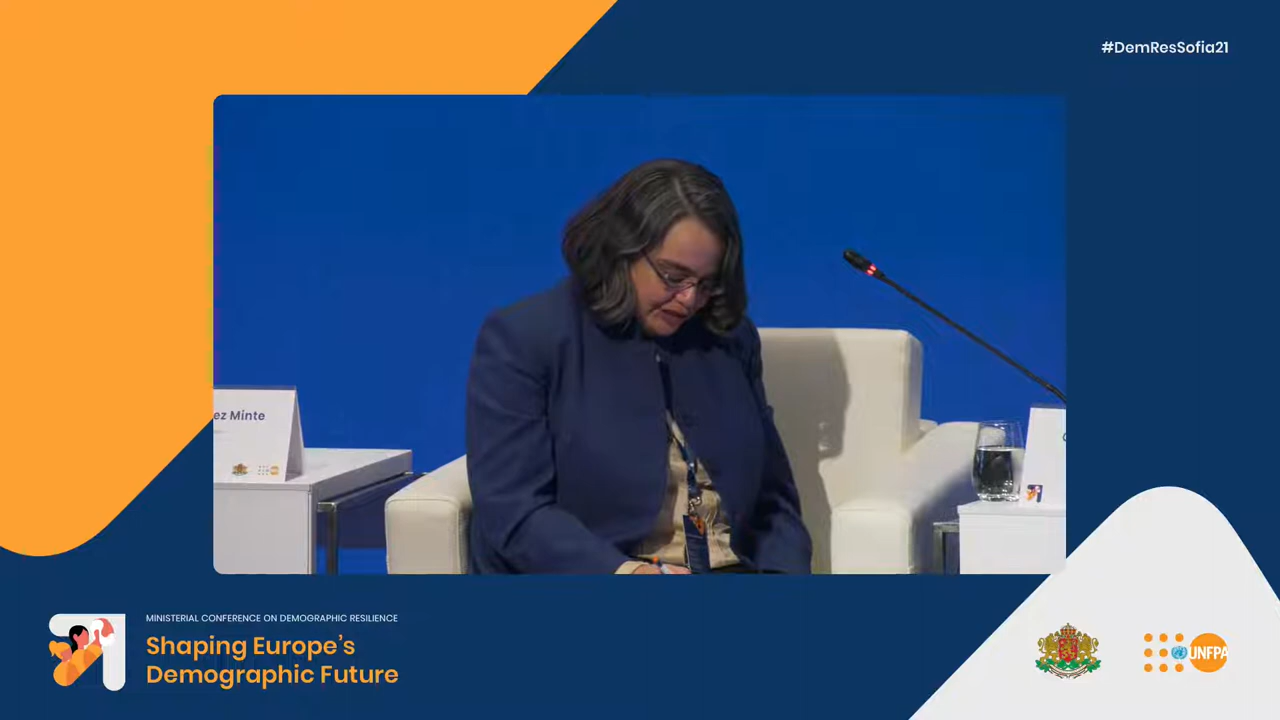 #DemResSofia21
ez Minte
MINISTERIAL CONFERENCE ON DEMOGRAPHIC RESILIENCE
Shaping Europe's
Demographic Future
UNFPA